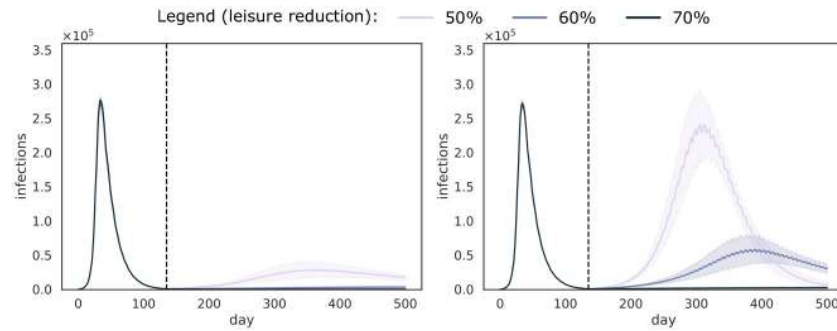 Legend (leisure reduction): 50% 60% 70%
×10⁵ ×10⁵
3.5 3.5
3.0 3.0
2.5 2.5
2.0 2.0
1.5 1.5
1.0 1.0
0.5 0.5
0.0 0.0
infections infections
0 100 200 300 400 500 0 100 200 300 400 500
day day